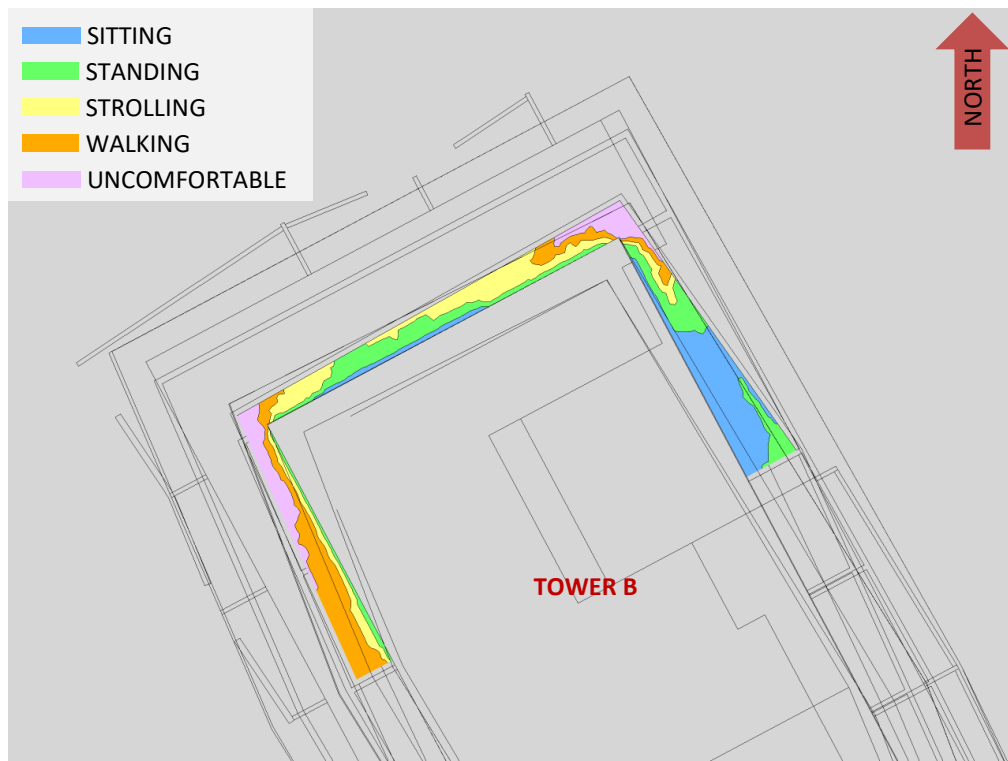 SITTING
STANDING
STROLLING
WALKING
UNCOMFORTABLE
NORTH
TOWER B